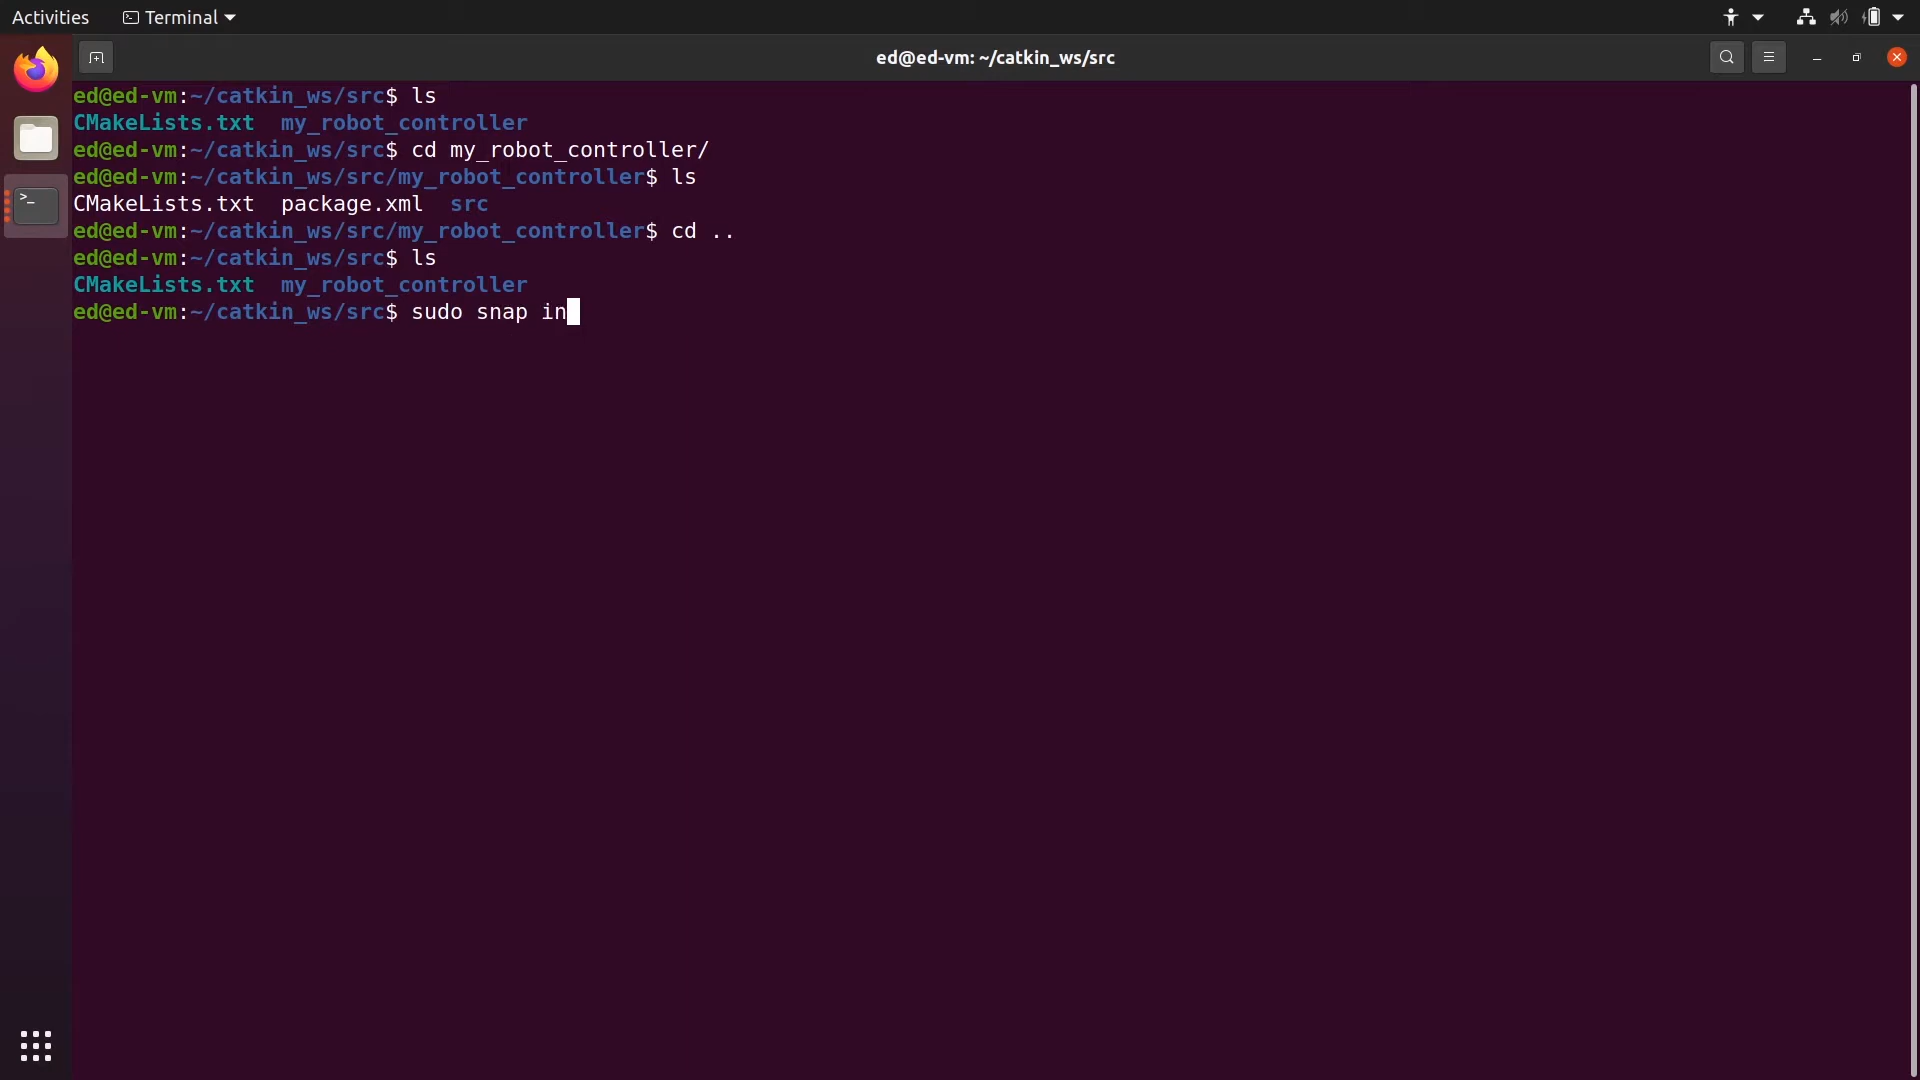 Activities Terminal
ed@ed-vm: ~/catkin_ws/src
ed@ed-vm:~/catkin_ws/src$ ls
CMakeLists.txt  my_robot_controller
ed@ed-vm:~/catkin_ws/src$ cd my_robot_controller/
ed@ed-vm:~/catkin_ws/src/my_robot_controller$ ls
CMakeLists.txt  package.xml  src
ed@ed-vm:~/catkin_ws/src/my_robot_controller$ cd ..
ed@ed-vm:~/catkin_ws/src$ ls
CMakeLists.txt  my_robot_controller
ed@ed-vm:~/catkin_ws/src$ sudo snap in